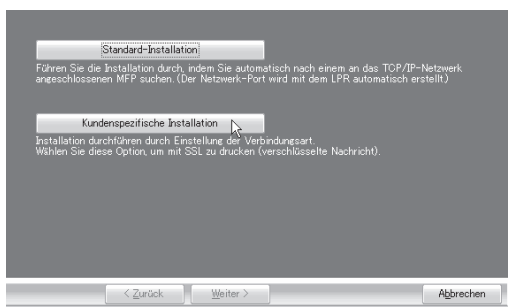 Standard-Installation
Führen Sie die Installation durch, indem Sie automatisch nach einem an das TCP/IP-Netzwerk
angeschlossenen MFP suchen. (Der Netzwerk-Port wird mit dem LPR automatisch erstellt.)
Kundenspezifische Installation
Installation durchführen durch Einstellung der Verbindungsart.
Wählen Sie diese Option, um mit SSL zu drucken (verschlüsselte Nachricht).
< Zurück Weiter > Abbrechen